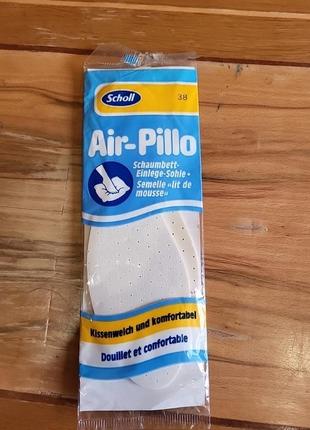 Scholl
38
Air-Pillo
Schaumbett-
Einlege-Sohle •
Semelle «lit de
mousse»
Kissenweich und komfortabel
Douillet et confortable